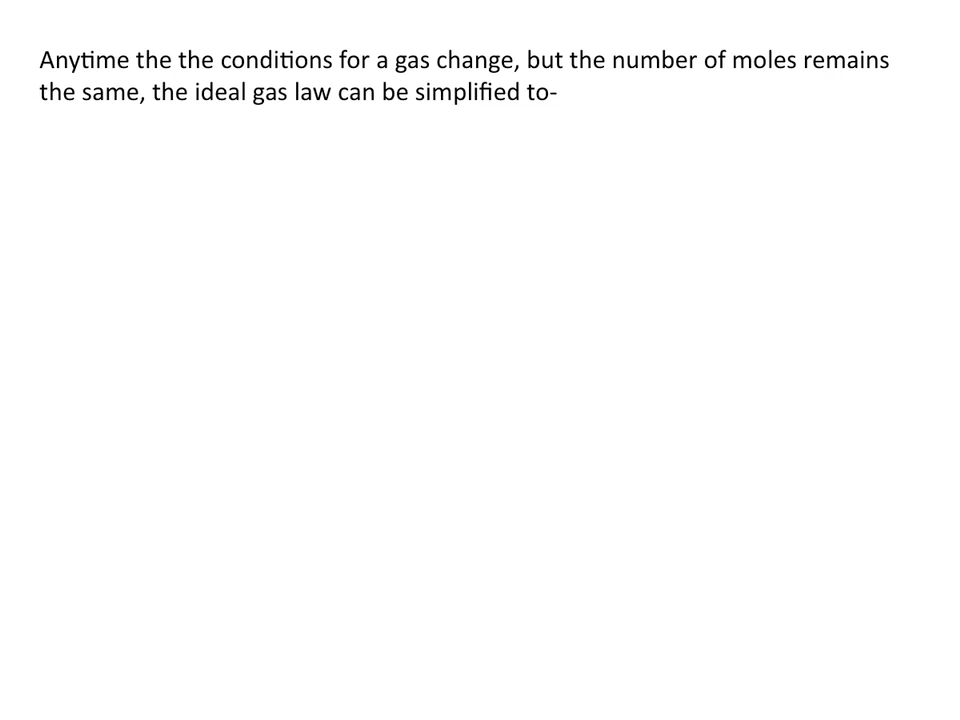 Anytime the the conditions for a gas change, but the number of moles remains
the same, the ideal gas law can be simplified to-